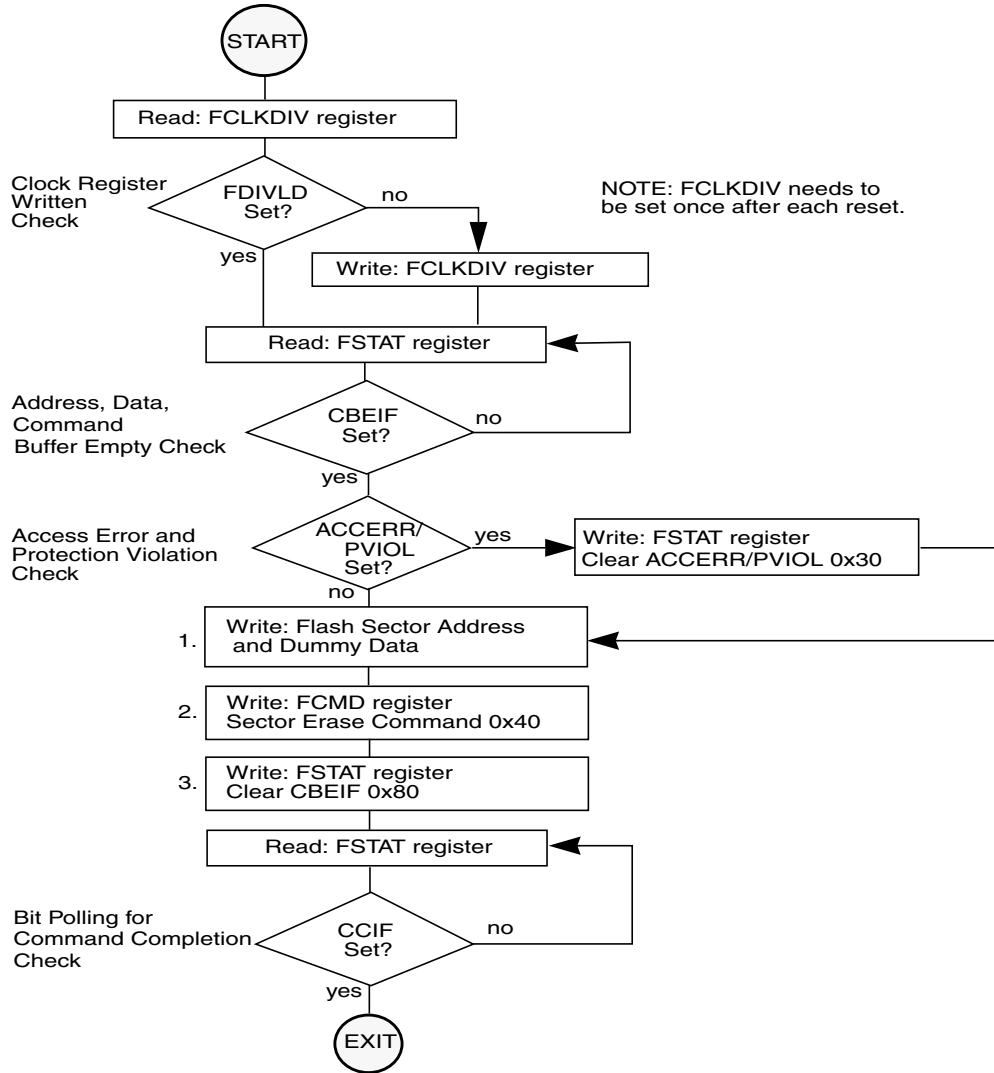 START
Read: FCLKDIV register
Clock Register
Written
Check
FDIVLD
Set?
no
NOTE: FCLKDIV needs to
be set once after each reset.
yes
Write: FCLKDIV register
Read: FSTAT register
Address, Data,
Command
Buffer Empty Check
CBEIF
Set?
no
yes
Access Error and
Protection Violation
Check
ACCERR/
PVIOL
Set?
yes
Write: FSTAT register
Clear ACCERR/PVIOL 0x30
no
1.
Write: Flash Sector Address
and Dummy Data
2.
Write: FCMD register
Sector Erase Command 0x40
3.
Write: FSTAT register
Clear CBEIF 0x80
Read: FSTAT register
Bit Polling for
Command Completion
Check
CCIF
Set?
no
yes
EXIT